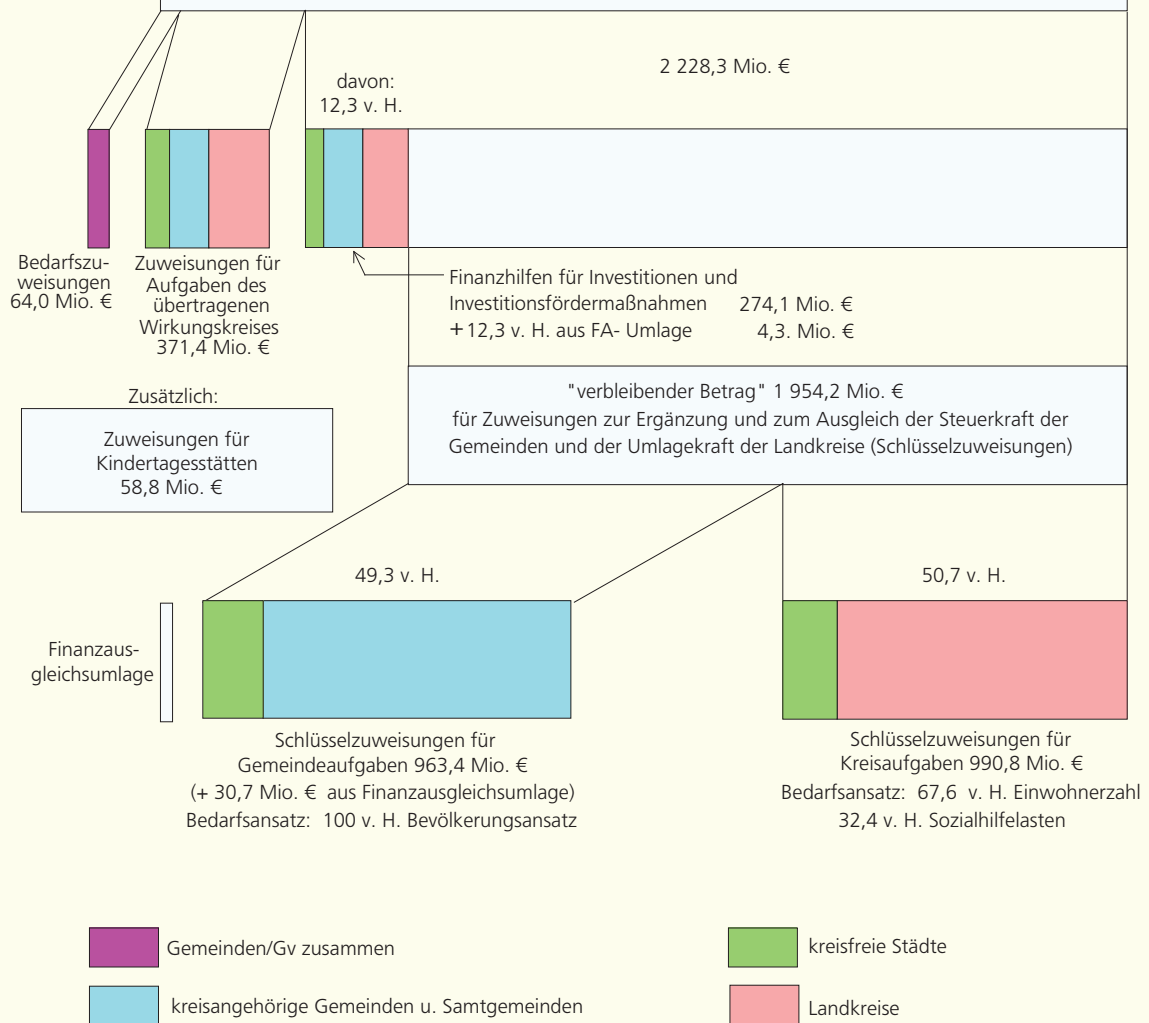 2 228,3 Mio. €
davon:
12,3 v. H.
Bedarfszu-
weisungen
64,0 Mio. €
Zuweisungen für
Aufgaben des
übertragenen
Wirkungskreises
371,4 Mio. €
Finanzhilfen für Investitionen und
Investitionsfördermaßnahmen 274,1 Mio. €
+12,3 v. H. aus FA- Umlage 4,3. Mio. €
"verbleibender Betrag" 1 954,2 Mio. €
für Zuweisungen zur Ergänzung und zum Ausgleich der Steuerkraft der
Gemeinden und der Umlagekraft der Landkreise (Schlüsselzuweisungen)
Zusätzlich:
Zuweisungen für
Kindertagesstätten
58,8 Mio. €
49,3 v. H.
50,7 v. H.
Finanzaus-
gleichsumlage
Schlüsselzuweisungen für
Gemeindeaufgaben 963,4 Mio. €
(+ 30,7 Mio. € aus Finanzausgleichsumlage)
Bedarfsansatz: 100 v. H. Bevölkerungsansatz
Schlüsselzuweisungen für
Kreisaufgaben 990,8 Mio. €
Bedarfsansatz: 67,6 v. H. Einwohnerzahl
32,4 v. H. Sozialhilfelasten
Gemeinden/Gv zusammen
kreisfreie Städte
kreisangehörige Gemeinden u. Samtgemeinden
Landkreise